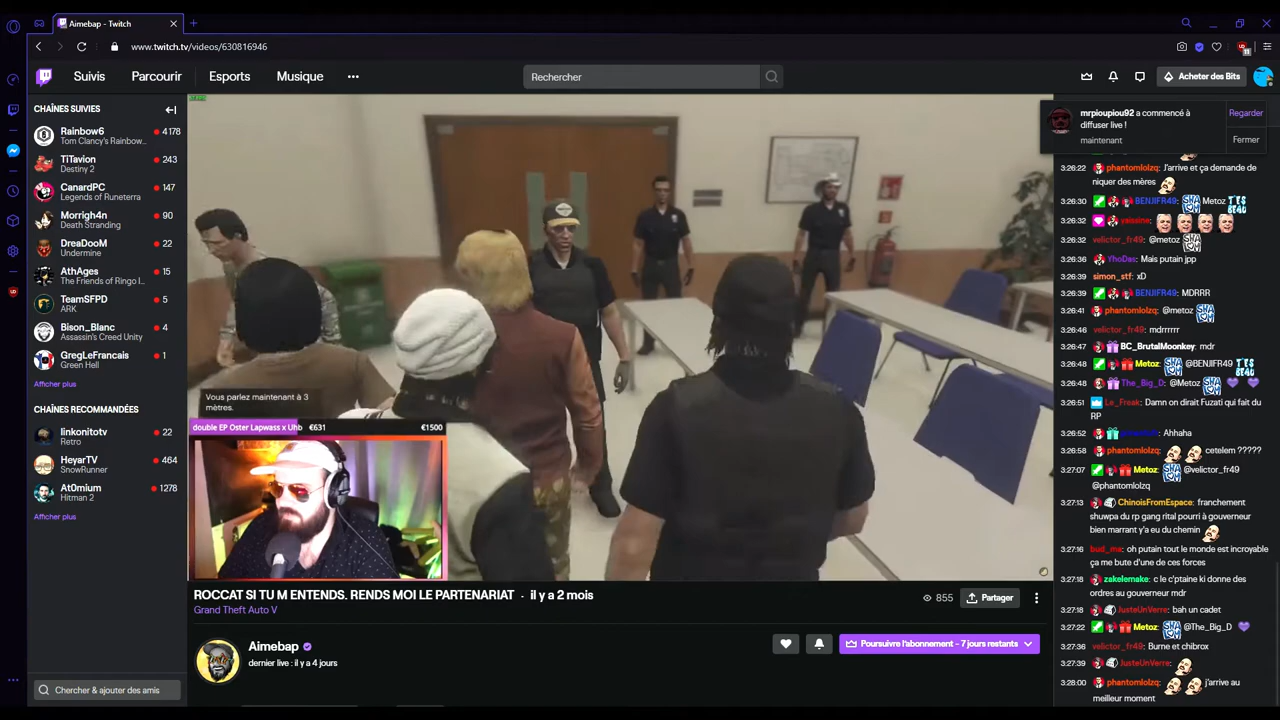 Aimebap - Twitch
www.twitch.tv/videos/630816946
Suivis
Parcourir
Esports
Musique
Rechercher
Acheter des Bits
CHAÎNES SUIVIES
Rainbow6
4 178
Tom Clancy's Rainbow...
TiTavion
243
Destiny 2
CanardPC
147
Legends of Runeterra
Morrigh4n
90
Death Stranding
DreaDooM
22
Undermine
AthAges
15
The Friends of Ringo I...
TeamSFPD
5
ARK
Bison_Blanc
4
Assassin's Creed Unity
GregLeFrancais
1
Green Hell
Afficher plus
CHAÎNES RECOMMANDÉES
linkonitotv
22
Retro
HeyarTV
464
SnowRunner
At0mium
1278
Hitman 2
Afficher plus
Chercher & ajouter des amis
Vous parlez maintenant à 3
mètres.
double EP Oster Lapwass x Uhb €631 €1500
ROCCAT SI TU M ENTENDS. RENDS MOI LE PARTENARIAT - il y a 2 mois
Grand Theft Auto V
855
Partager
Aimebap
dernier live : il y a 4 jours
Poursuivre l'abonnement - 7 jours restants
mrpioupiou92 a commencé à
diffuser live !
maintenant
Regarder
Fermer
3:26:22 phantomlolzq: J'arrive et ça demande de
niquer des mères
3:26:30 BENJIFR49: Metoz T'ES BEAU
3:26:32 yaissine:
3:26:32 velictor_fr49: @metoz
3:26:36 YhoDas: Mais putain jpp
3:26:39 simon_stf: xD
3:26:39 BENJIFR49: MDRRR
3:26:41 phantomlolzq: @metoz
3:26:46 velictor_fr49: mdrrrrrr
3:26:47 BC_BrutalMoonkey: mdr
3:26:48 Metoz @BENJIFR49 T'ES BEAU
3:26:48 The_Big_D: @Metoz
3:26:51 Le_Freak: Damn on dirait Fuzati qui fait du
RP
3:26:52 Ahhaha
3:26:58 phantomlolzq: cetelem ?????
3:27:07 Metoz: @velictor_fr49
@phantomlolzq
3:27:13 ChinoisFromEspace: franchement
shuwpa du rp gang rital pourri à gouverneur
bien marrant y'a eu du chemin
3:27:16 bud_ma: oh putain tout le monde est incroyable
ça me bute d'une de ces forces
3:27:18 zakelemake: c le c'ptaine ki donne des
ordres au gouverneur mdr
3:27:18 JusteUnVerre: bah un cadet
3:27:22 Metoz: @The_Big_D
3:27:36 velictor_fr49: Burne et chibrox
3:27:39 JusteUnVerre:
3:28:00 phantomlolzq: j'arrive au
meilleur moment